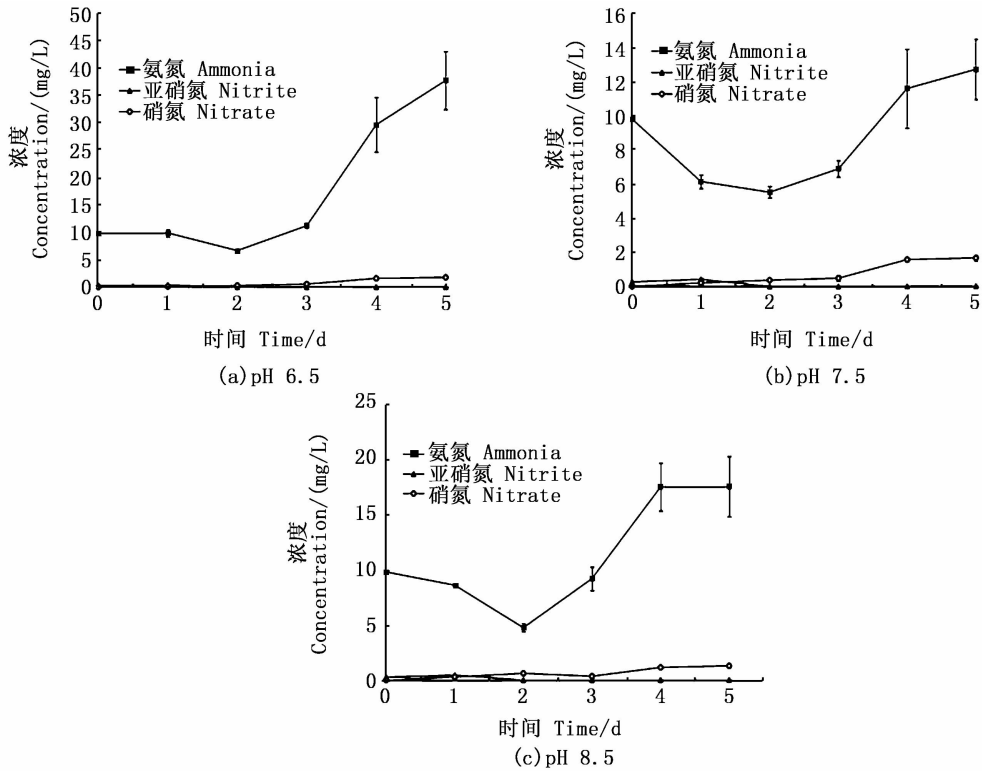 50
45
40
35
30
25
20
15
10
5
0
浓度
Concentration/(mg/L)
氨氮 Ammonia
亚硝氮 Nitrite
硝氮 Nitrate
0 1 2 3 4 5
时间 Time/d
(a)pH 6.5
16
14
12
10
8
6
4
2
0
浓度
Concentration/(mg/L)
氨氮 Ammonia
亚硝氮 Nitrite
硝氮 Nitrate
0 1 2 3 4 5
时间 Time/d
(b)pH 7.5
25
20
15
10
5
0
浓度
Concentration/(mg/L)
氨氮 Ammonia
亚硝氮 Nitrite
硝氮 Nitrate
0 1 2 3 4 5
时间 Time/d
(c)pH 8.5